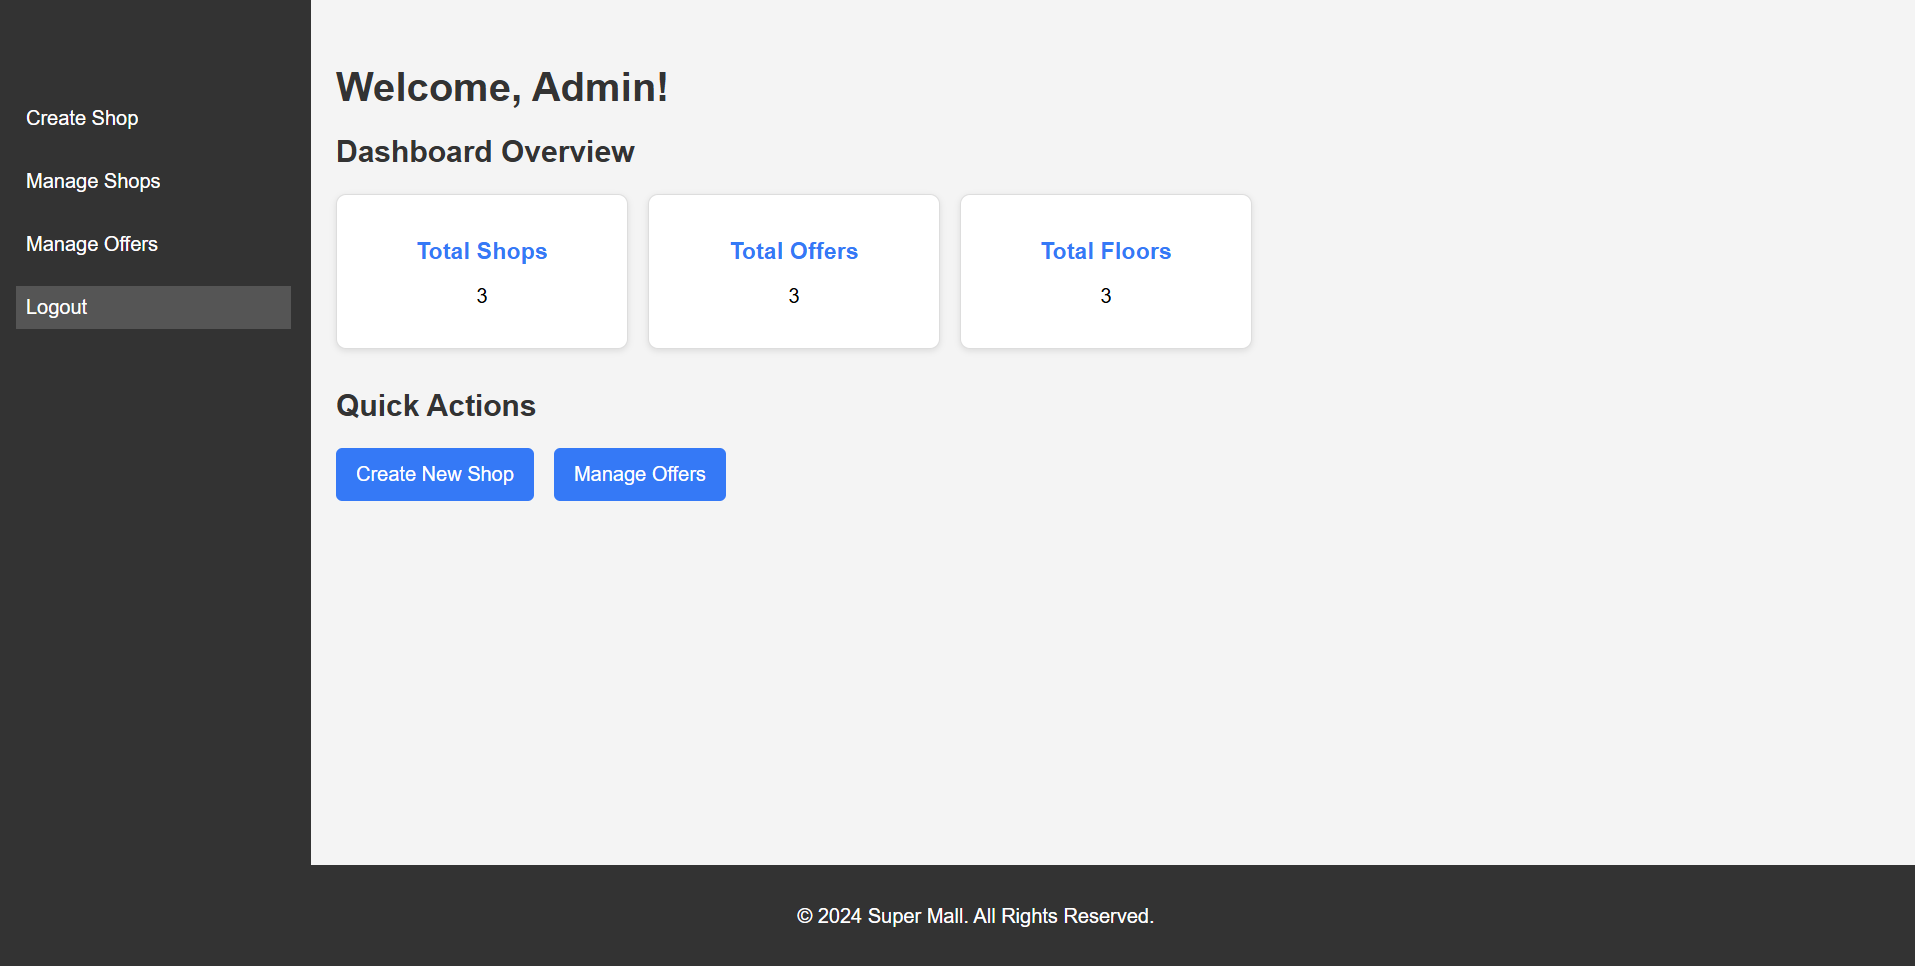 Create Shop
Manage Shops
Manage Offers
Logout
Welcome, Admin!
Dashboard Overview
Total Shops
3
Total Offers
3
Total Floors
3
Quick Actions
Create New Shop
Manage Offers
© 2024 Super Mall. All Rights Reserved.